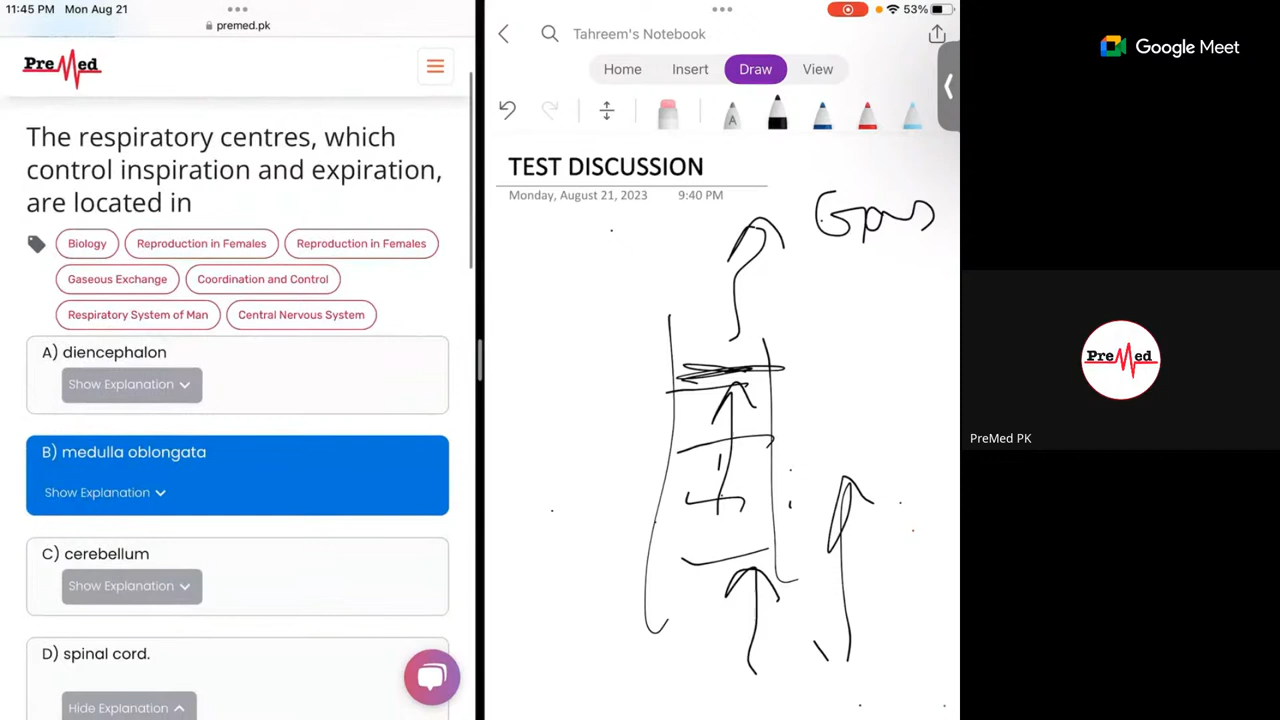 11:45 PM Mon Aug 21
premed.pk
PreMed
The respiratory centres, which
control inspiration and expiration,
are located in
Biology
Reproduction in Females
Reproduction in Females
Gaseous Exchange
Coordination and Control
Respiratory System of Man
Central Nervous System
A) diencephalon
Show Explanation
B) medulla oblongata
Show Explanation
C) cerebellum
Show Explanation
D) spinal cord.
Hide Explanation
53%
Tahreem's Notebook
Home
Insert
Draw
View
A
TEST DISCUSSION
Monday, August 21, 2023 9:40 PM
Google Meet
PreMed
PreMed PK